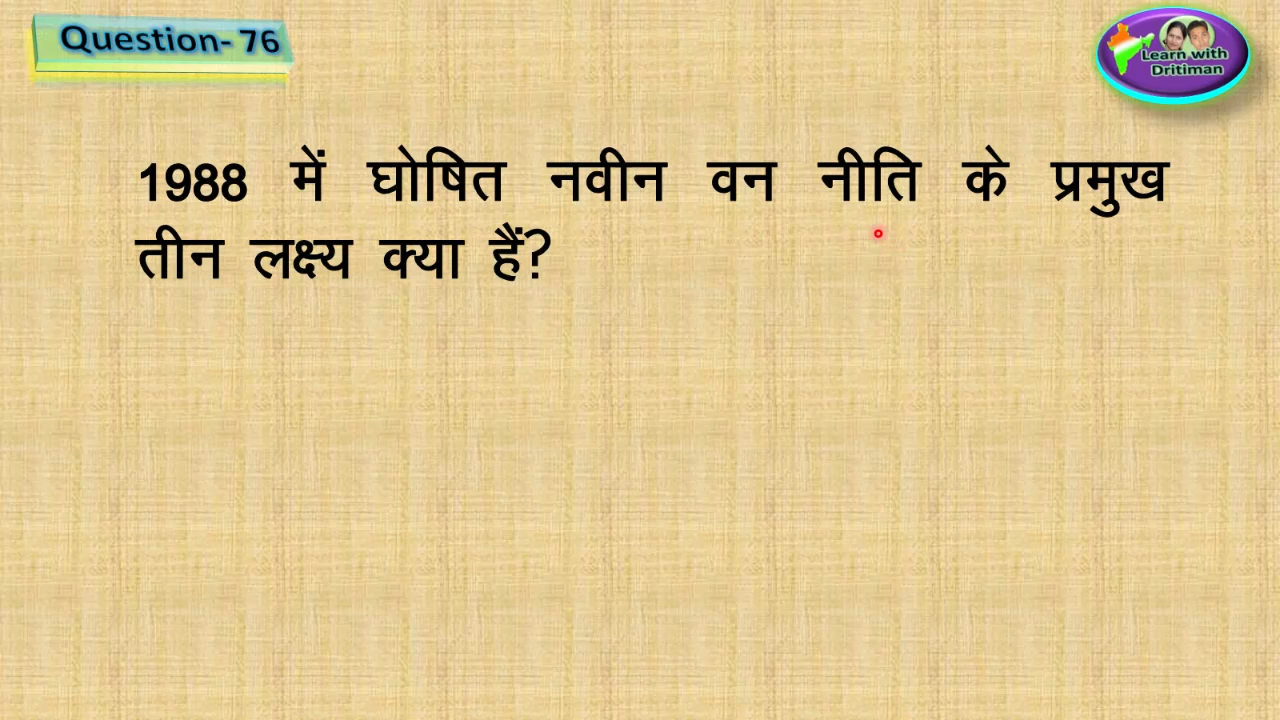 Question- 76
Learn with
Dritiman
1988 में घोषित नवीन वन नीति के प्रमुख
तीन लक्ष्य क्या हैं?